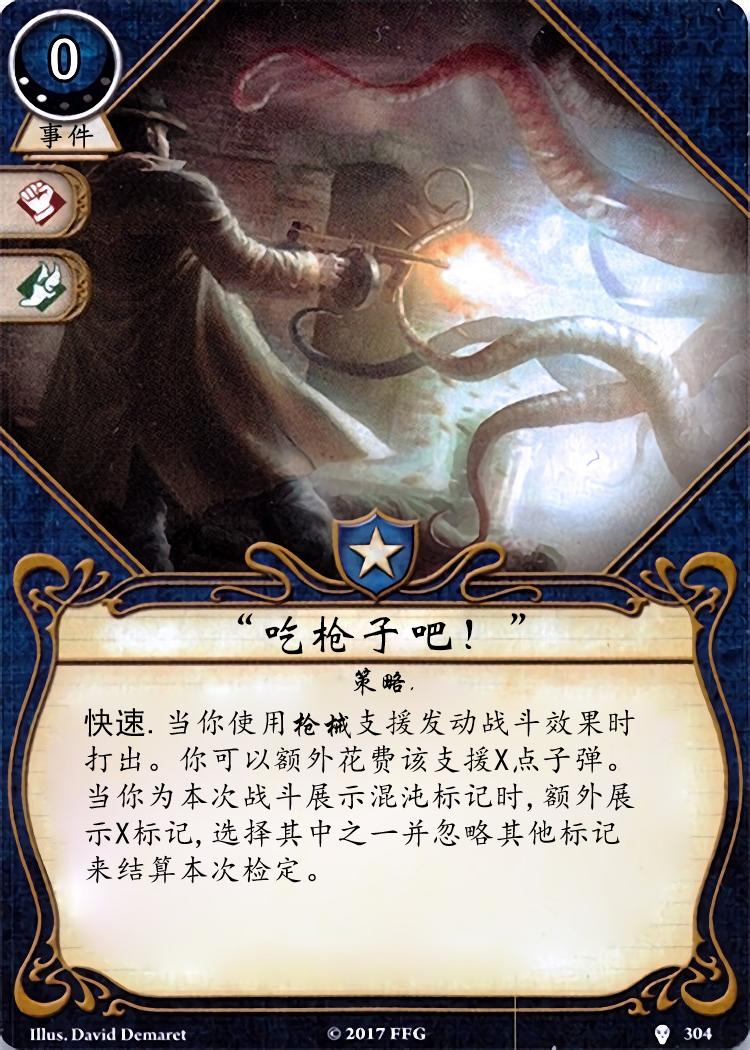 0
事件
“吃枪子吧！”
策略.
快速. 当你使用枪械支援发动战斗效果时
打出。你可以额外花费该支援X点子弹。
当你为本次战斗展示混沌标记时, 额外展
示X标记, 选择其中之一并忽略其他标记
来结算本次检定。
Illus. David Demaret
© 2017 FFG
304